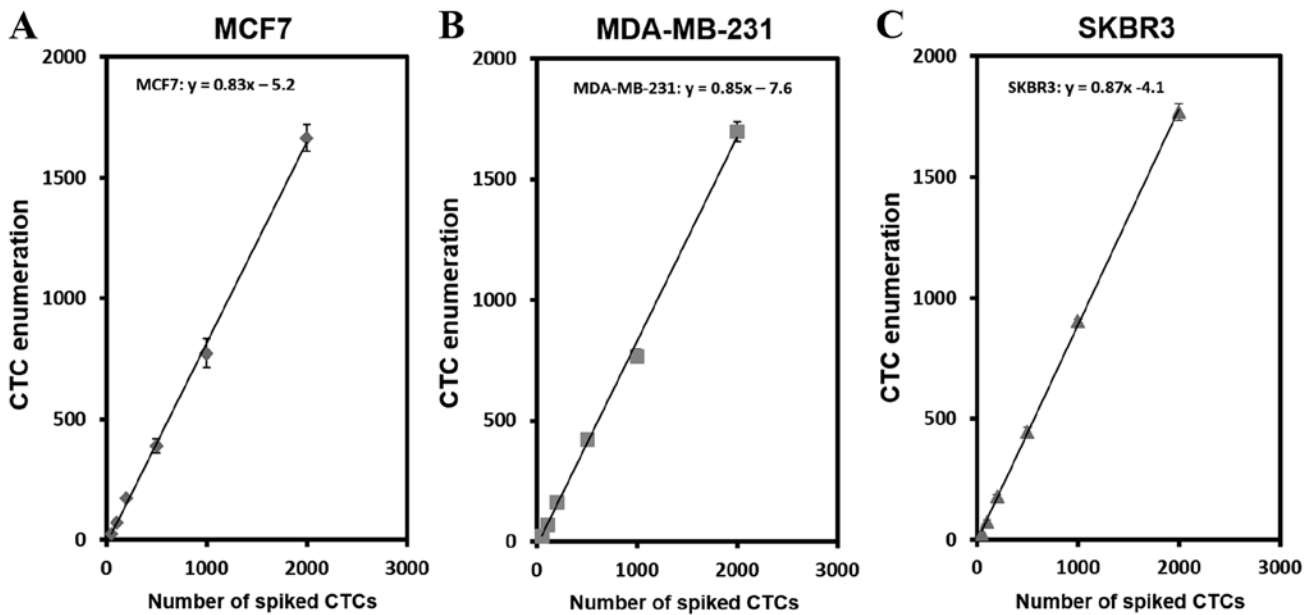 A
MCF7
2000
1500
1000
500
0
MCF7: y = 0.83x – 5.2
CTC enumeration
0 1000 2000 3000
Number of spiked CTCs
B
MDA-MB-231
2000
1500
1000
500
0
MDA-MB-231: y = 0.85x – 7.6
CTC enumeration
0 1000 2000 3000
Number of spiked CTCs
C
SKBR3
2000
1500
1000
500
0
SKBR3: y = 0.87x -4.1
CTC enumeration
0 1000 2000 3000
Number of spiked CTCs